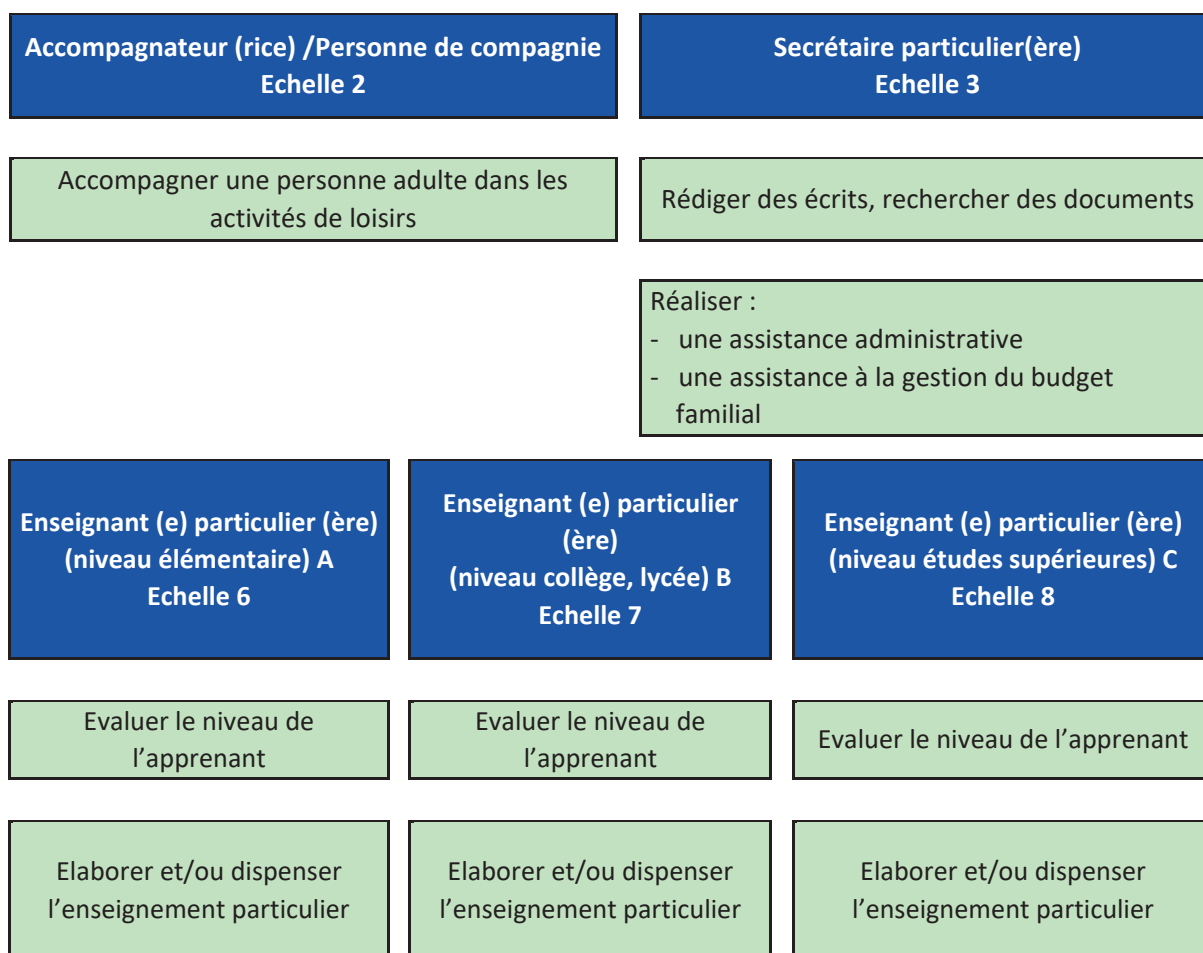 Accompagnateur (rice) /Personne de compagnie
Echelle 2
Secrétaire particulier(ère)
Echelle 3
Accompagner une personne adulte dans les
activités de loisirs
Rédiger des écrits, rechercher des documents
Réaliser :
- une assistance administrative
- une assistance à la gestion du budget
familial
Enseignant (e) particulier (ère)
(niveau élémentaire) A
Echelle 6
Enseignant (e) particulier
(ère)
(niveau collège, lycée) B
Echelle 7
Enseignant (e) particulier (ère)
(niveau études supérieures) C
Echelle 8
Evaluer le niveau de
l’apprenant
Evaluer le niveau de
l’apprenant
Evaluer le niveau de l’apprenant
Elaborer et/ou dispenser
l’enseignement particulier
Elaborer et/ou dispenser
l’enseignement particulier
Elaborer et/ou dispenser
l’enseignement particulier